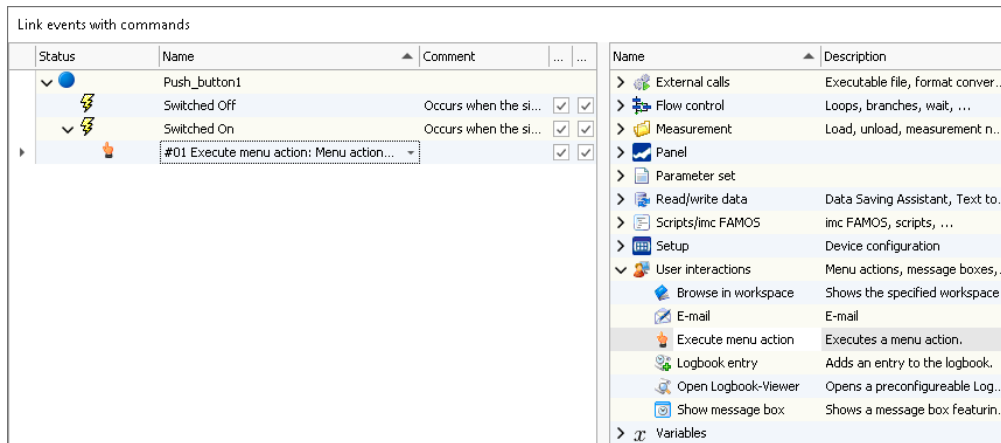 Link events with commands
Status Name Comment ... ...
Push_button1
Switched Off Occurs when the si...
Switched On Occurs when the si...
#01 Execute menu action: Menu action...
Name Description
External calls Executable file, format conver...
Flow control Loops, branches, wait, ...
Measurement Load, unload, measurement n...
Panel
Parameter set
Read/write data Data Saving Assistant, Text to...
Scripts/imc FAMOS imc FAMOS, scripts, ...
Setup Device configuration
User interactions Menu actions, message boxes,...
Browse in workspace Shows the specified workspace
E-mail E-mail
Execute menu action Executes a menu action.
Logbook entry Adds an entry to the logbook.
Open Logbook-Viewer Opens a preconfigureable Log...
Show message box Shows a message box featurin...
x Variables